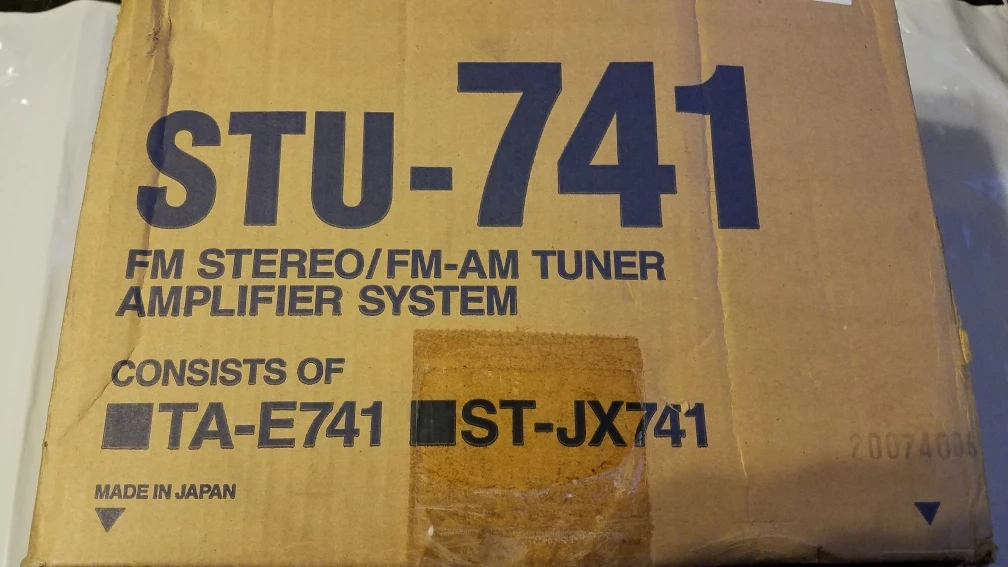 STU-741
FM STEREO/FM-AM TUNER
AMPLIFIER SYSTEM
CONSISTS OF
■TA-E741 ■ST-JX741
MADE IN JAPAN